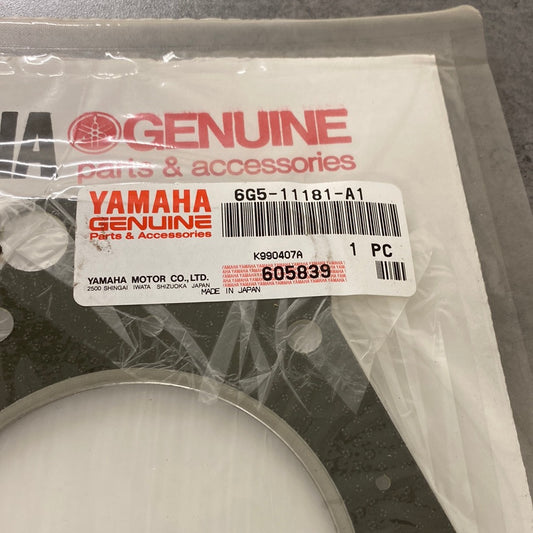 HA GENUINE
parts & accessories
YAMAHA
GENUINE
Parts & Accessories
6G5-11181-A1
K990407A
1 PC
605839
YAMAHA MOTOR CO.,LTD.
2500 SHINGAI IWATA SHIZUOKA JAPAN
MADE IN JAPAN